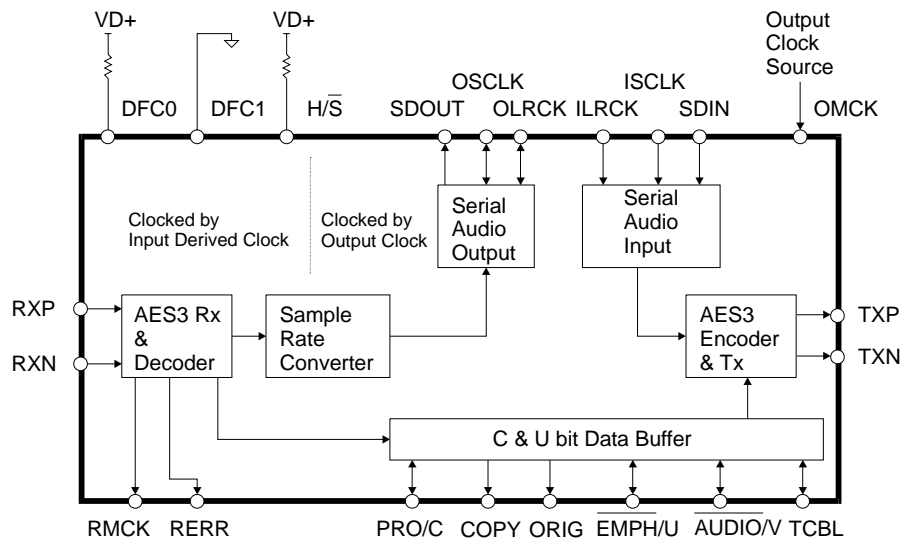 VD+
VD+
Output
Clock
Source
DFC0
DFC1
H/S
OSCLK
ISCLK
SDOUT
OLRCK
ILRCK
SDIN
OMCK
Clocked by
Input Derived Clock
Clocked by
Output Clock
Serial
Audio
Output
Serial
Audio
Input
RXP
RXN
AES3 Rx
&
Decoder
Sample
Rate
Converter
AES3
Encoder
& Tx
TXP
TXN
C & U bit Data Buffer
RMCK
RERR
PRO/C
COPY
ORIG
EMPH/U
AUDIO/V
TCBL